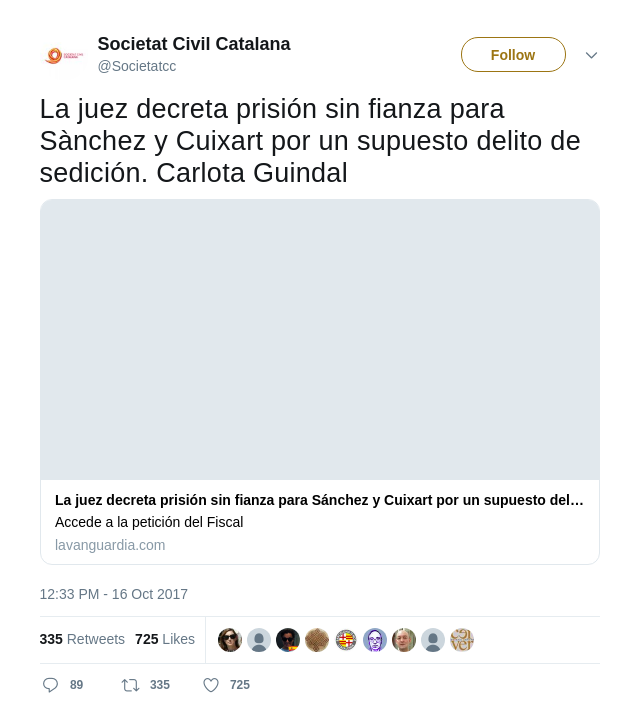 Societat Civil Catalana
@Societatcc
Follow
La juez decreta prisión sin fianza para
Sànchez y Cuixart por un supuesto delito de
sedición. Carlota Guindal
La juez decreta prisión sin fianza para Sánchez y Cuixart por un supuesto del…
Accede a la petición del Fiscal
lavanguardia.com
12:33 PM - 16 Oct 2017
335 Retweets 725 Likes
89 335 725